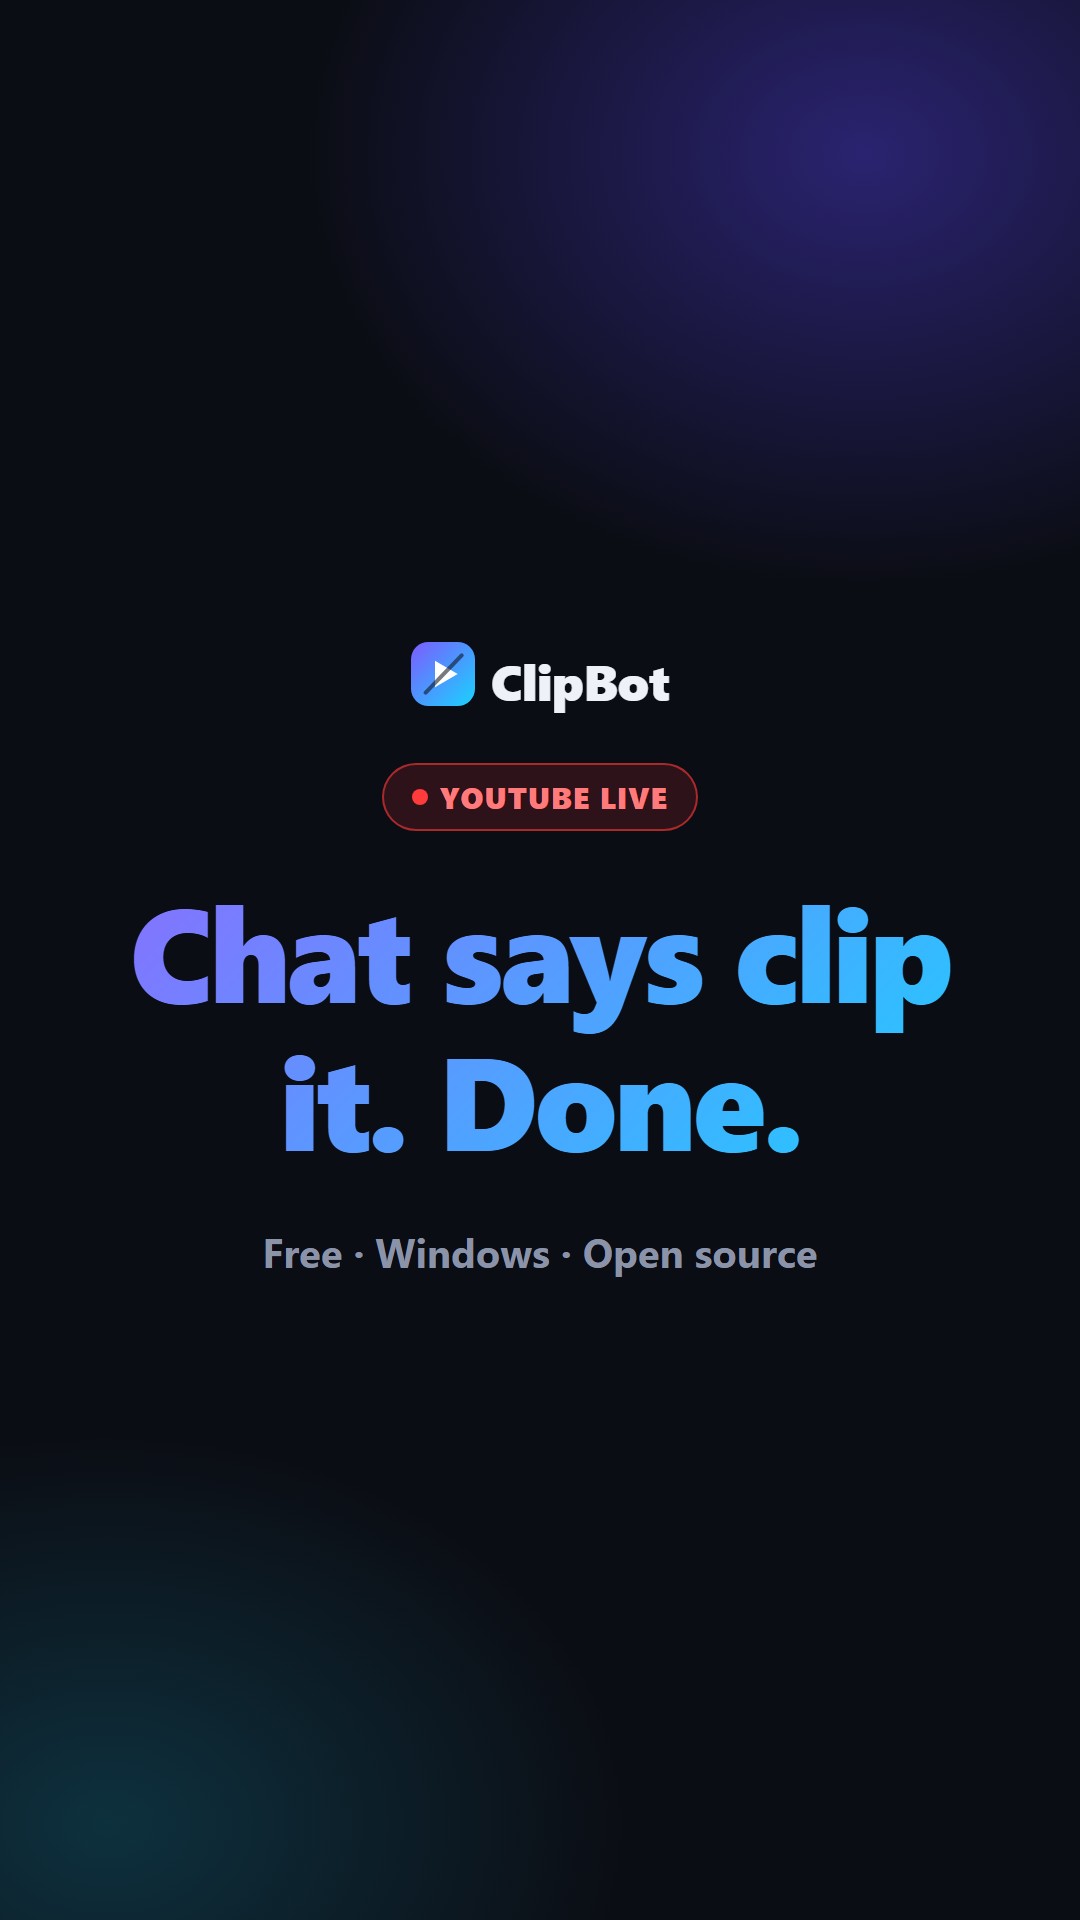 ClipBot
YOUTUBE LIVE
Chat says clip
it. Done.
Free · Windows · Open source